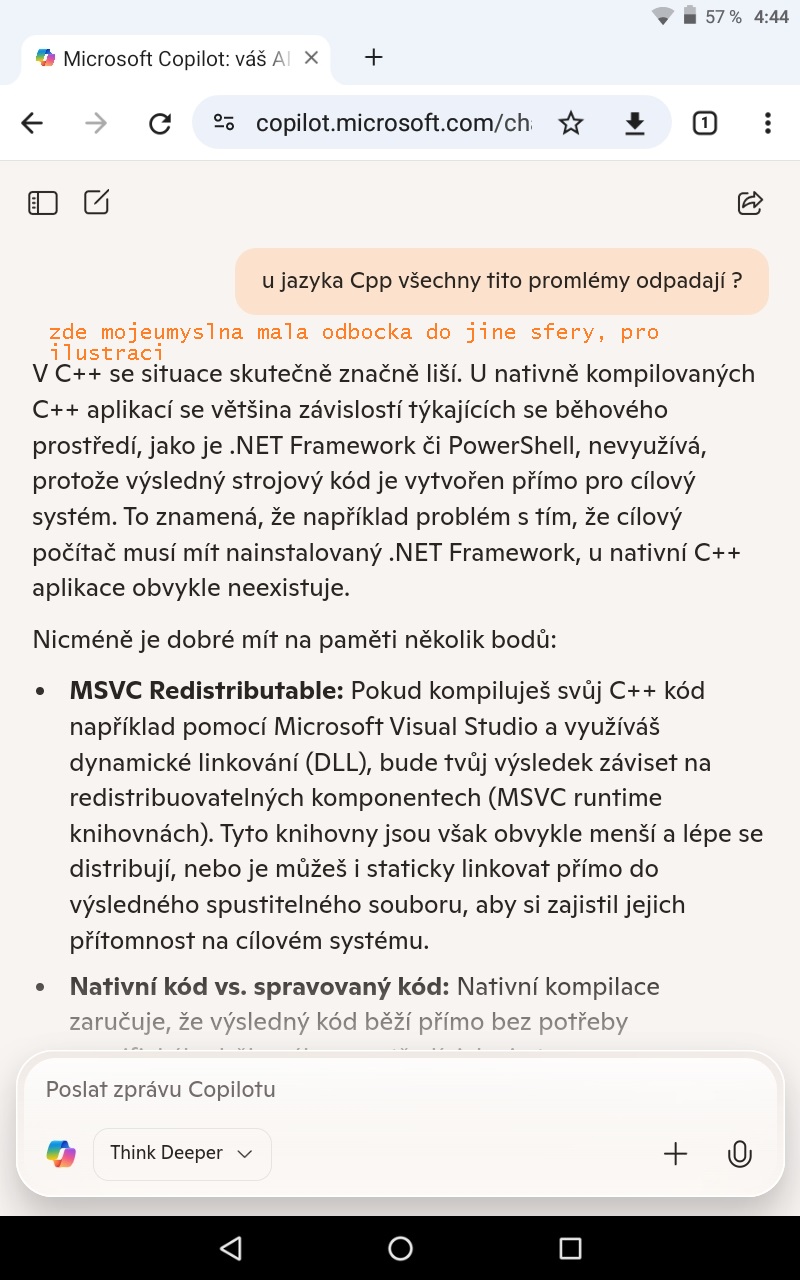 57 % 4:44
Microsoft Copilot: váš AI
1
copilot.microsoft.com/cha
u jazyka Cpp všechny tito promlémy odpadají ?
zde mojeumyslna mala odbocka do jine sfery, pro
ilustraci
V C++ se situace skutečně značně liší. U nativně kompilovaných
C++ aplikací se většina závislostí týkajících se běhového
prostředí, jako je .NET Framework či PowerShell, nevyužívá,
protože výsledný strojový kód je vytvořen přímo pro cílový
systém. To znamená, že například problém s tím, že cílový
počítač musí mít nainstalovaný .NET Framework, u nativní C++
aplikace obvykle neexistuje.
Nicméně je dobré mít na paměti několik bodů:
• MSVC Redistributable: Pokud kompiluješ svůj C++ kód
například pomocí Microsoft Visual Studio a využíváš
dynamické linkování (DLL), bude tvůj výsledek záviset na
redistribuovatelných komponentech (MSVC runtime
knihovnách). Tyto knihovny jsou však obvykle menší a lépe se
distribují, nebo je můžeš i staticky linkovat přímo do
výsledného spustitelného souboru, aby si zajistil jejich
přítomnost na cílovém systému.
• Nativní kód vs. spravovaný kód: Nativní kompilace
zaručuje, že výsledný kód běží přímo bez potřeby
Poslat zprávu Copilotu
Think Deeper